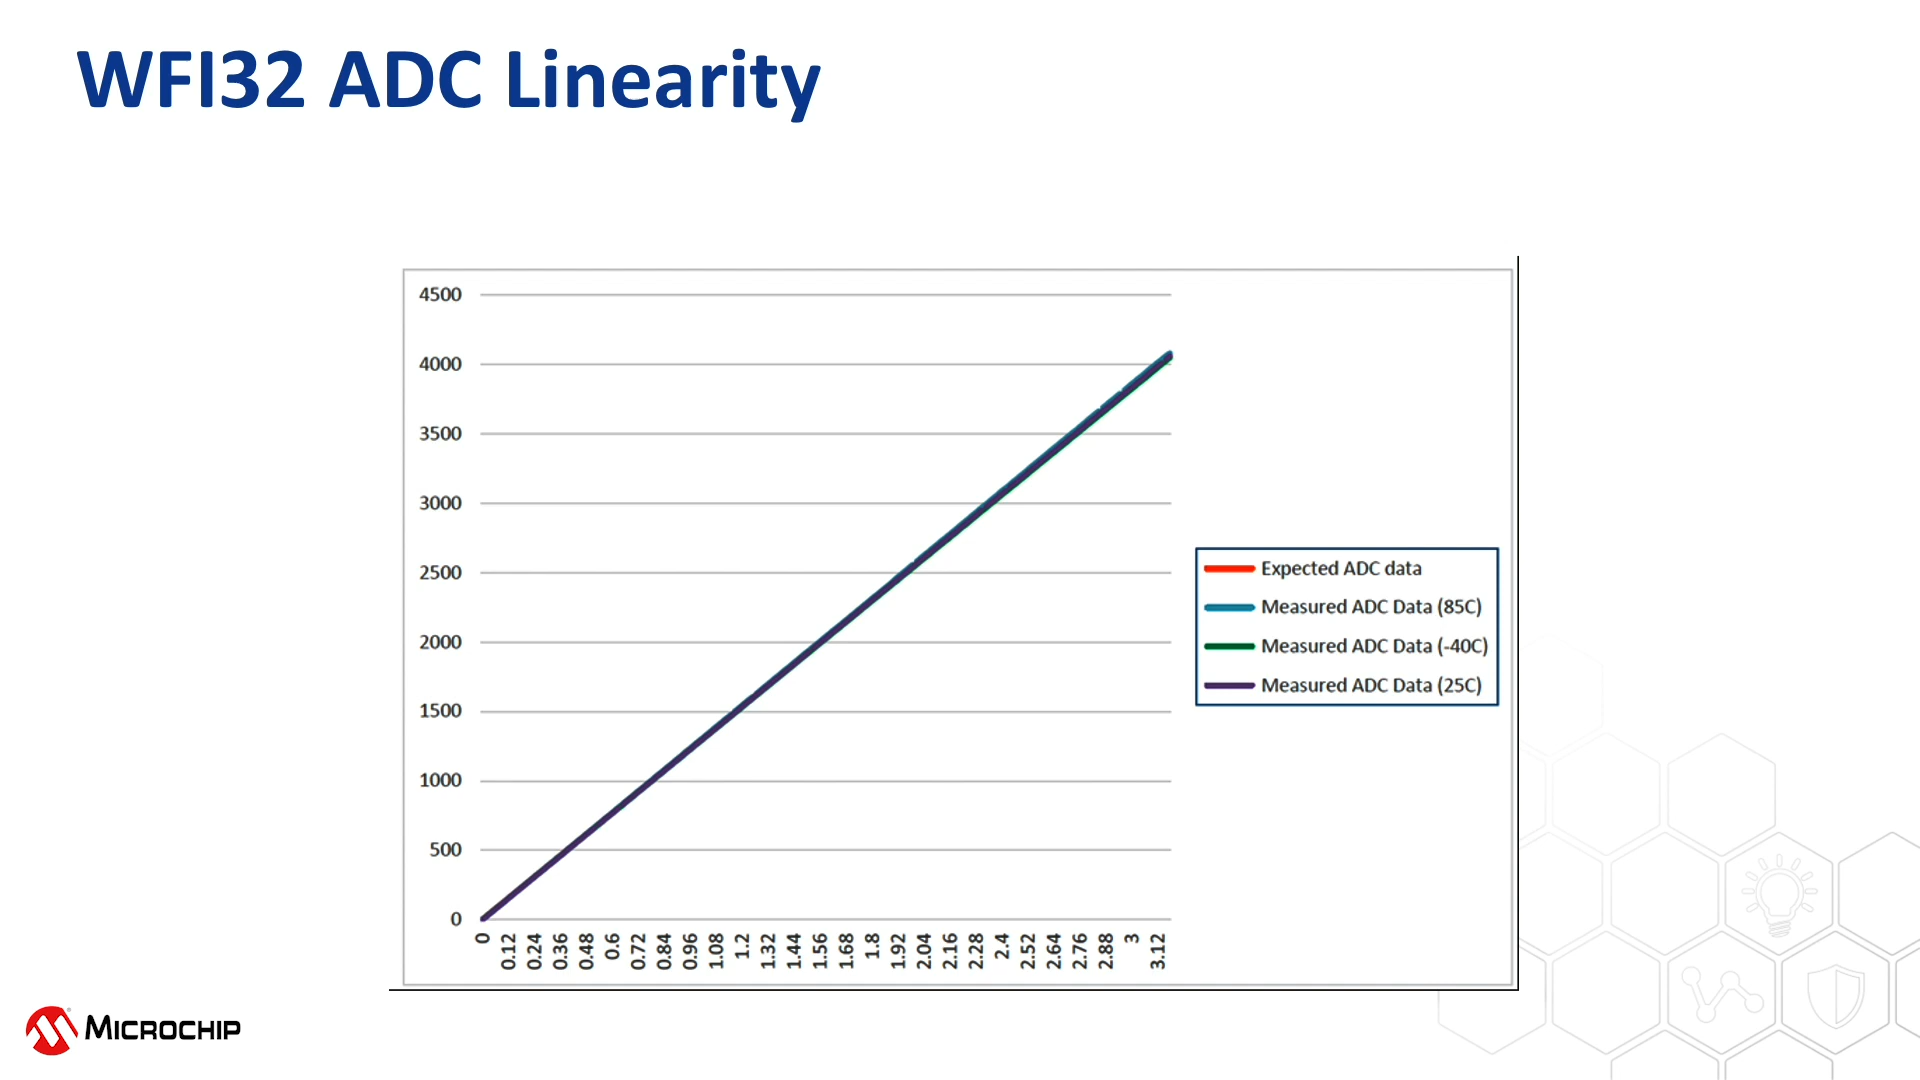 WFI32 ADC Linearity
4500
4000
3500
3000
2500
2000
1500
1000
500
0
0 0.12 0.24 0.36 0.48 0.6 0.72 0.84 0.96 1.08 1.2 1.32 1.44 1.56 1.68 1.8 1.92 2.04 2.16 2.28 2.4 2.52 2.64 2.76 2.88 3 3.12
Expected ADC data
Measured ADC Data (85C)
Measured ADC Data (-40C)
Measured ADC Data (25C)
MICROCHIP